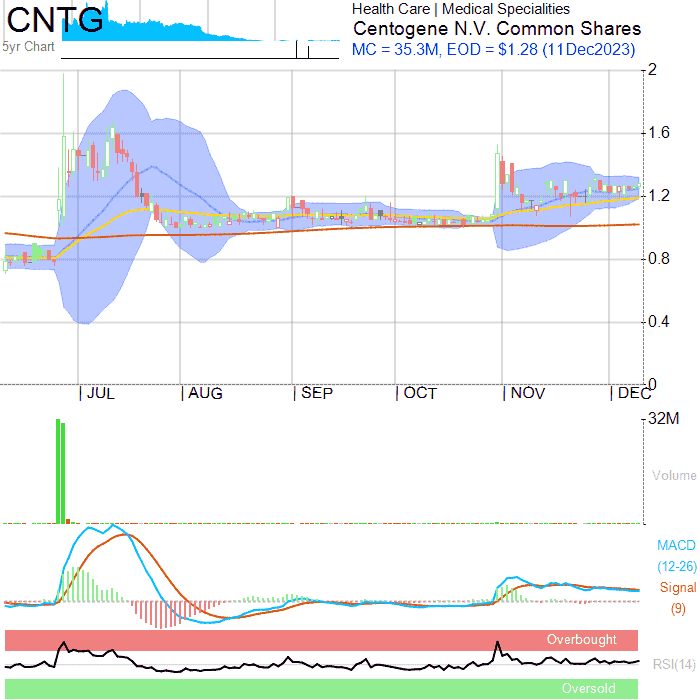 CNTG
Health Care | Medical Specialities
Centogene N.V. Common Shares
5yr Chart
MC = 35.3M, EOD = $1.28 (11Dec2023)
2
1.6
1.2
0.8
0.4
0
| JUL | AUG | SEP | OCT | NOV | DEC
32M
Volume
MACD
(12-26)
Signal
(9)
Overbought
RSI(14)
Oversold